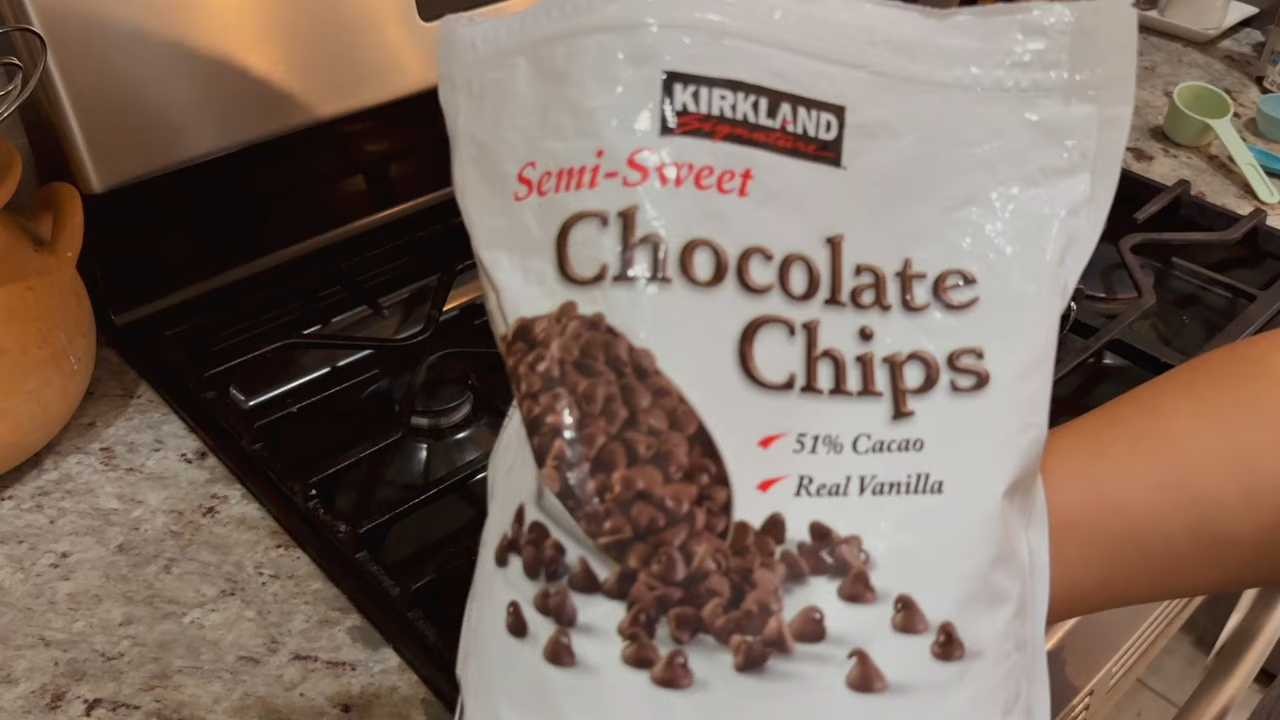 KIRKLAND
Signature
Semi-Sweet
Chocolate
Chips
51% Cacao
Real Vanilla